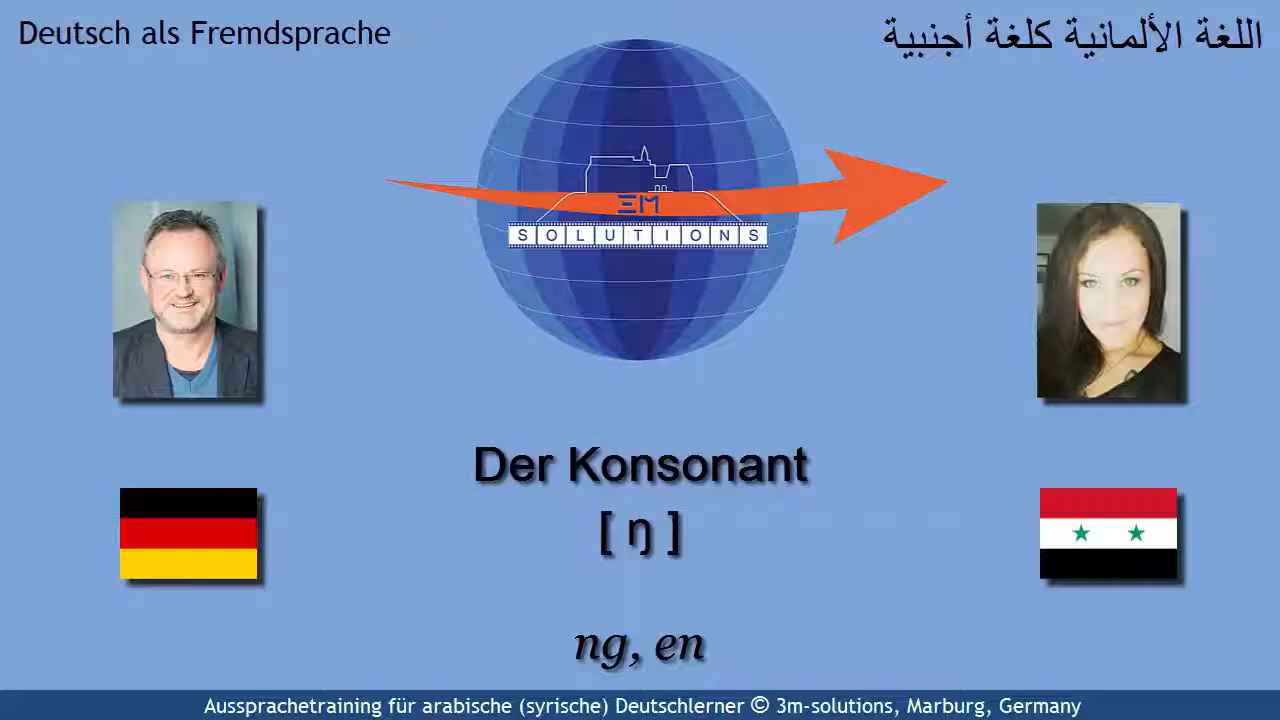 Deutsch als Fremdsprache
اللغة الألمانية كلغة أجنبية
3M
SOLUTIONS
Der Konsonant
[ ŋ ]
ng, en
Aussprachetraining für arabische (syrische) Deutschlerner © 3m-solutions, Marburg, Germany